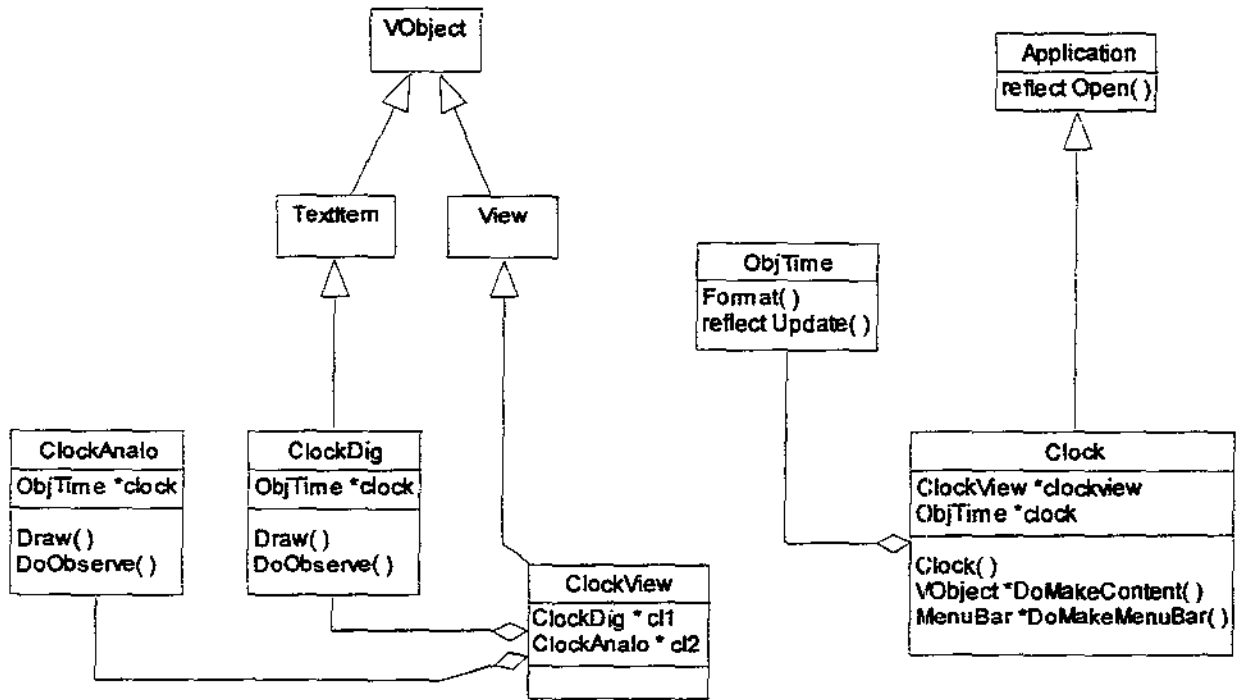 VObject
Application
reflect Open( )
TextItem
View
ObjTime
Format( )
reflect Update( )
ClockAnalo
ObjTime *clock
Draw( )
DoObserve( )
ClockDig
ObjTime *clock
Draw( )
DoObserve( )
ClockView
ClockDig * cl1
ClockAnalo * cl2
Clock
ClockView *clockview
ObjTime *clock
Clock( )
VObject *DoMakeContent( )
MenuBar *DoMakeMenuBar( )